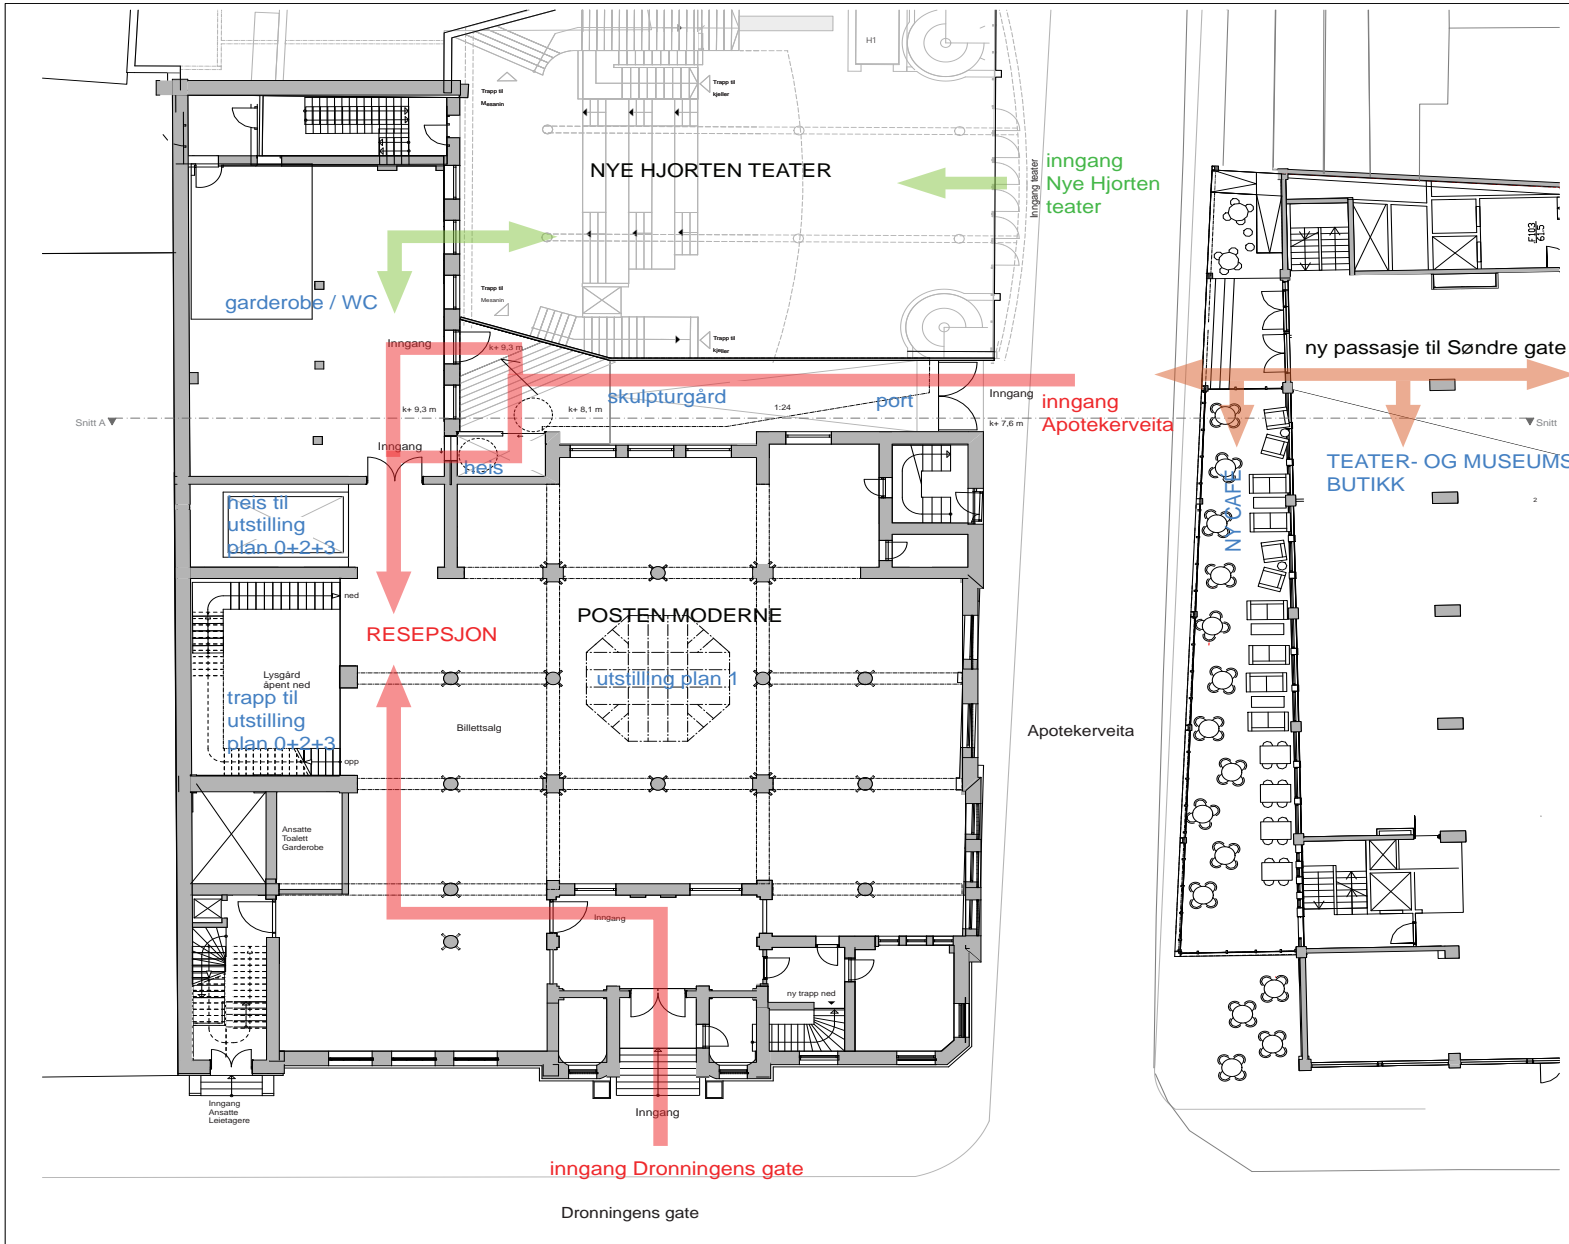 H1
Trapp til
Mesanin
Trapp til
kjeller
NYE HJORTEN TEATER
Inngang teater
inngang
Nye Hjorten
teater
F103
61.5
garderobe / WC
Trapp til
Mesanin
Trapp til
kjeller
Inngang
k+ 9,3 m
ny passasje til Søndre gate
skulpturgård
port
Inngang
k+ 9,3 m
k+ 8,1 m
1:24
k+ 7,6 m
inngang
Apotekerveita
Snitt A
Snitt
Inngang
heis
TEATER- OG MUSEUMS
BUTIKK
NY CAFE
2
heis til
utstilling
plan 0+2+3
ned
POSTEN MODERNE
RESEPSJON
Lysgård
åpent ned
utstilling plan 1
trapp til
utstilling
plan 0+2+3
Billettsalg
Apotekerveita
opp
Ansatte
Toalett
Garderobe
Inngang
ny trapp ned
Inngang
Ansatte
Leietagere
Inngang
inngang Dronningens gate
Dronningens gate